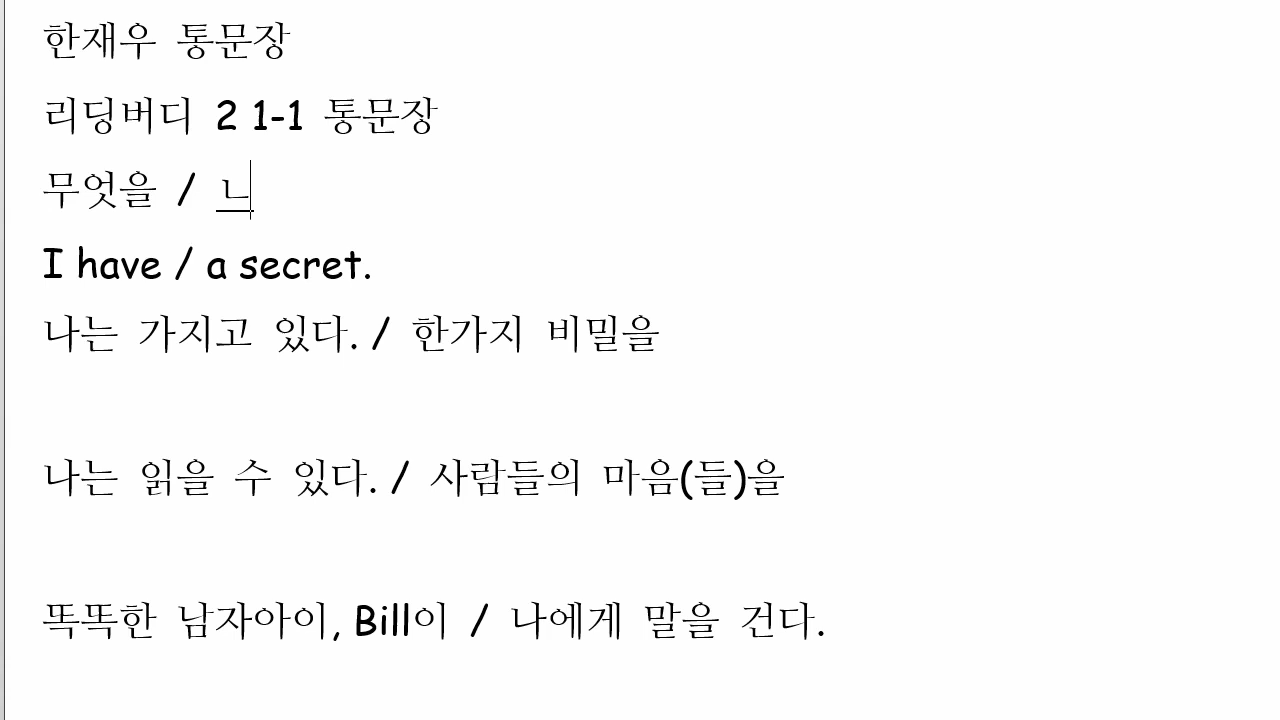 한재우 통문장
리딩버디 2 1-1 통문장
무엇을 / 느
I have / a secret.
나는 가지고 있다. / 한가지 비밀을
나는 읽을 수 있다. / 사람들의 마음(들)을
똑똑한 남자아이, Bill이 / 나에게 말을 건다.